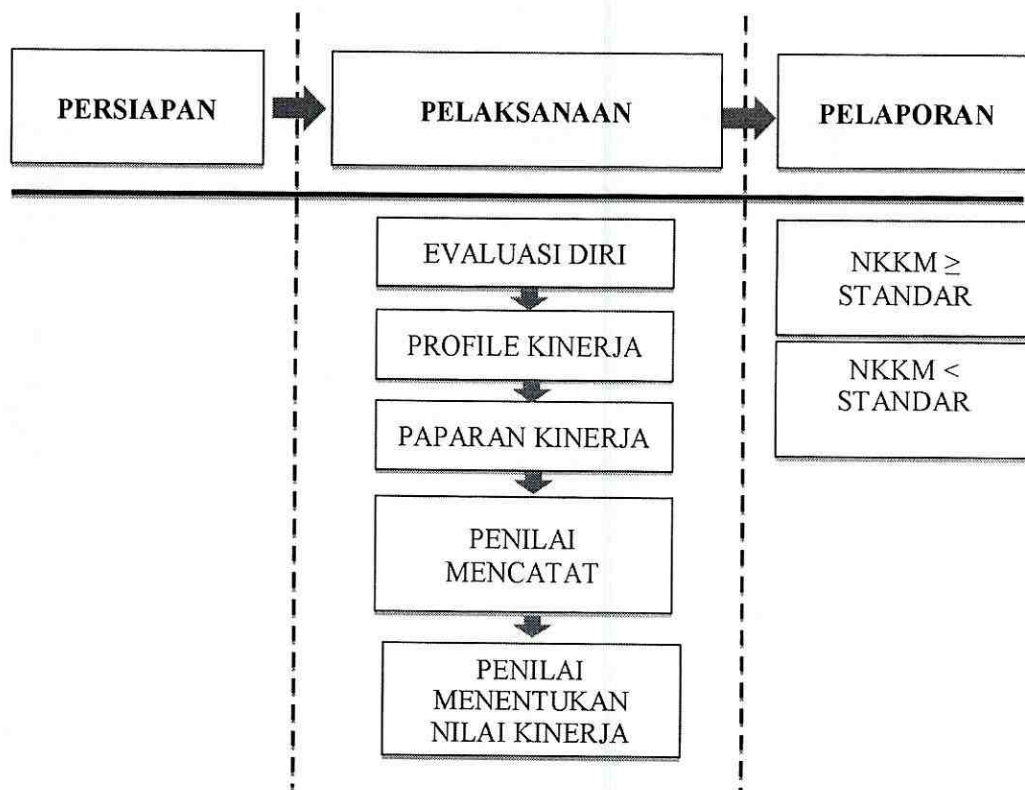 PERSIAPAN
PELAKSANAAN
PELAPORAN
EVALUASI DIRI
PROFILE KINERJA
PAPARAN KINERJA
PENILAI
MENCATAT
PENILAI
MENENTUKAN
NILAI KINERJA
NKKM ≥
STANDAR
NKKM <
STANDAR